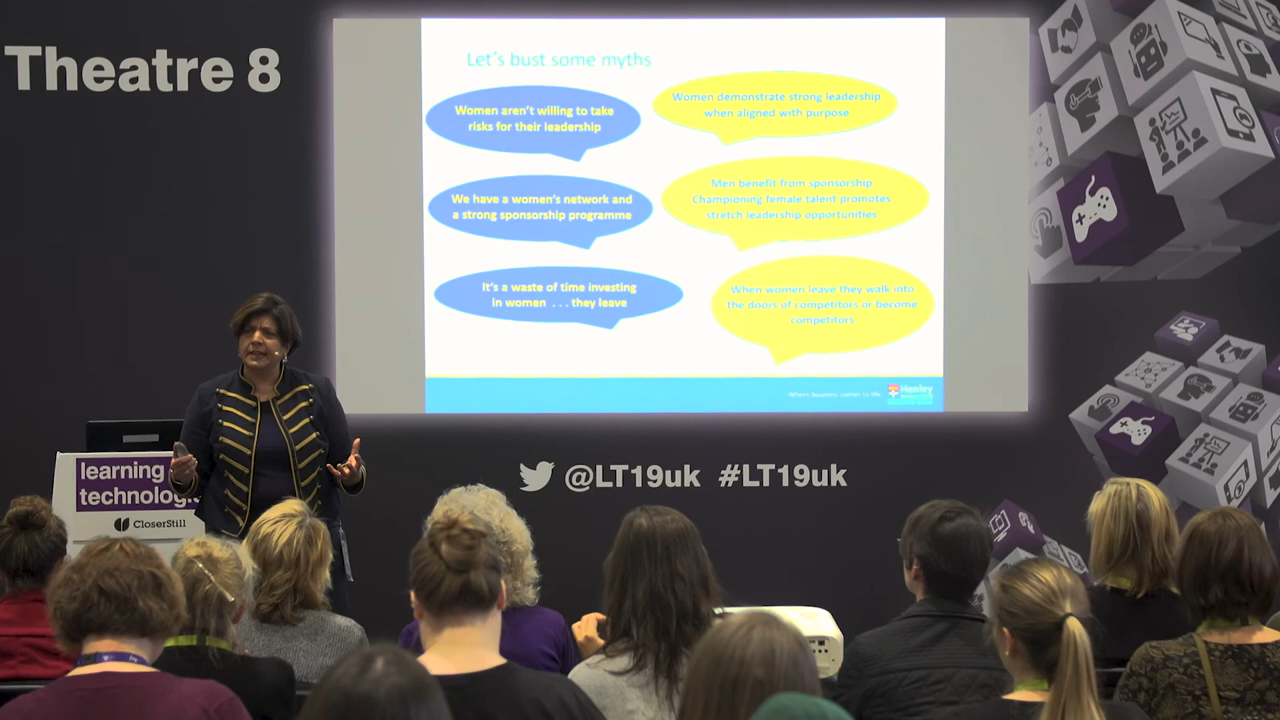 Theatre 8
Let's bust some myths
Women aren't willing to take
risks for their leadership
Women demonstrate strong leadership
when aligned with purpose
We have a women's network and
a strong sponsorship programme
Men benefit from sponsorship
Championing female talent promotes
stretch leadership opportunities
It's a waste of time investing
in women . . . they leave
When women leave they walk into
the doors of competitors or become
competitors
Henley
@LT19uk #LT19uk
learning
technologi
CloserStill